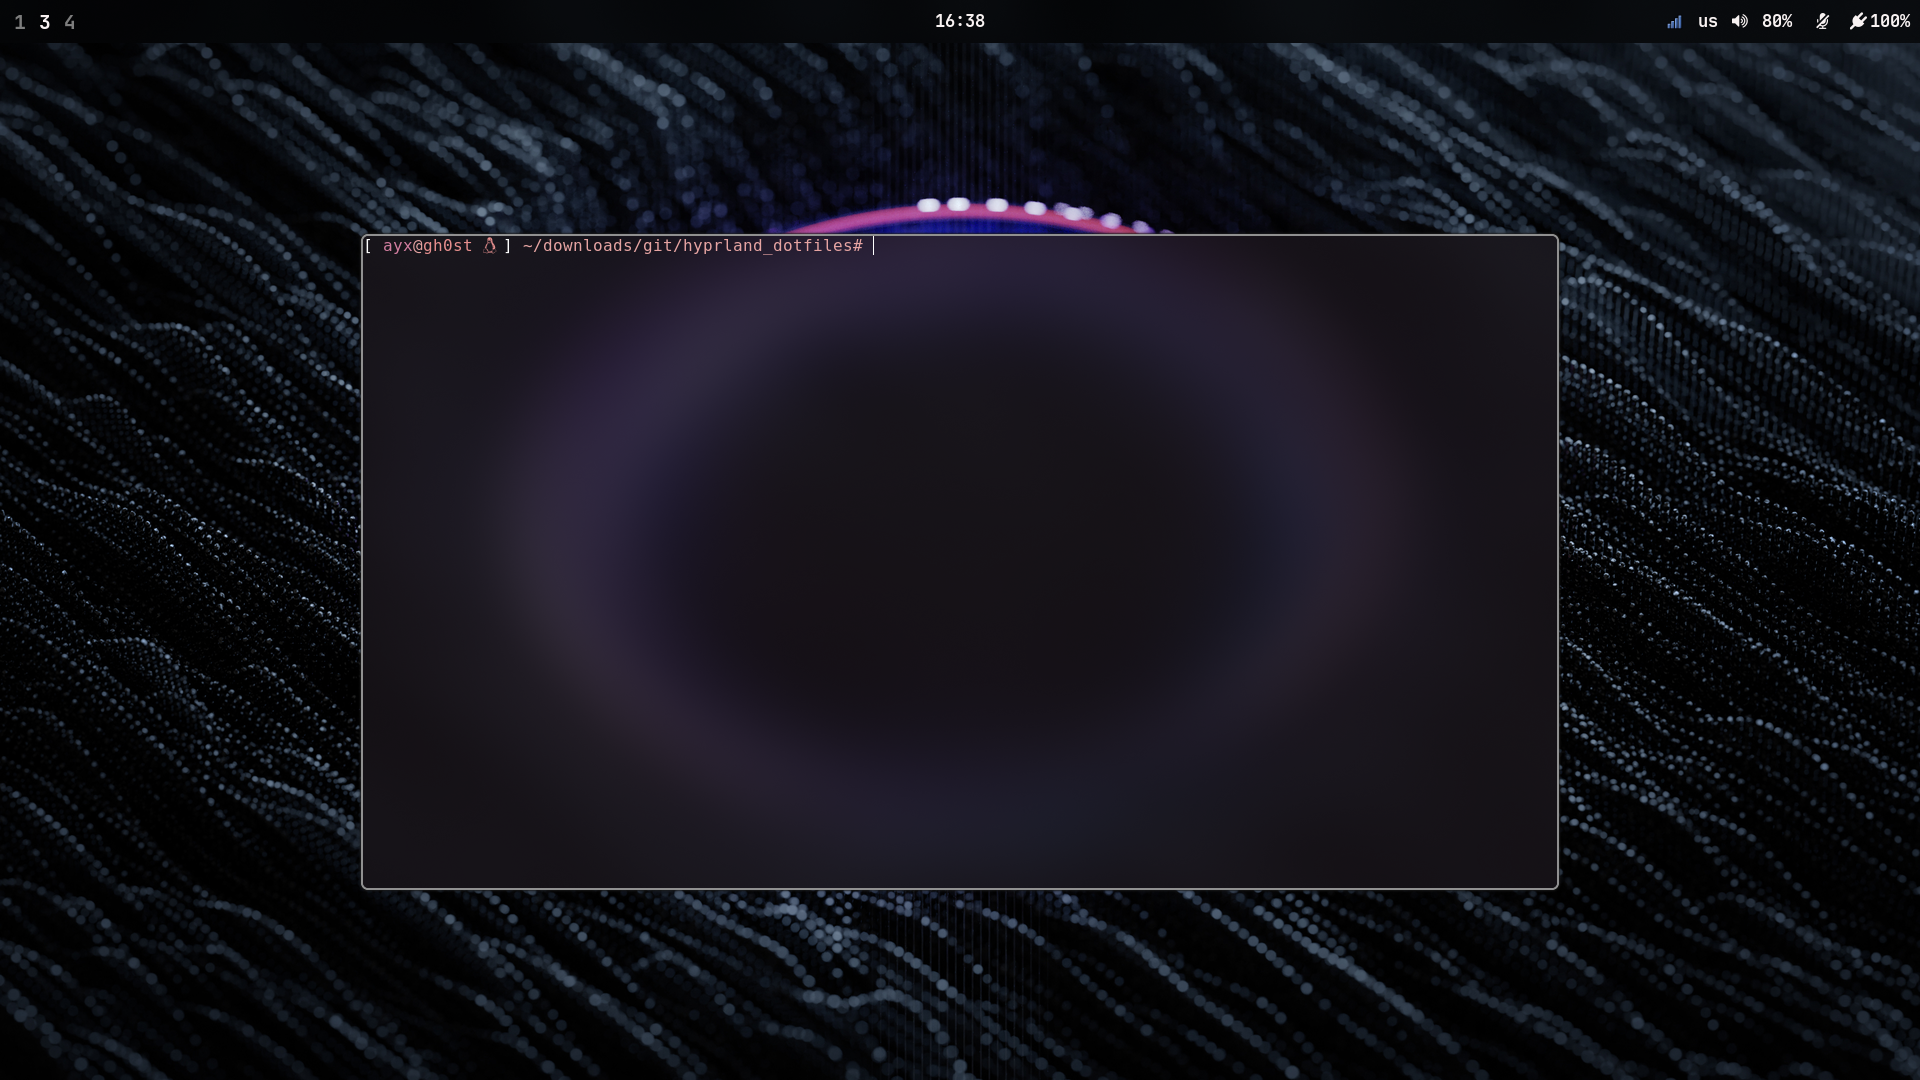 1 3 4
16:38
us 80% 100%
[ ayx@gh0st ] ~/downloads/git/hyprland_dotfiles#